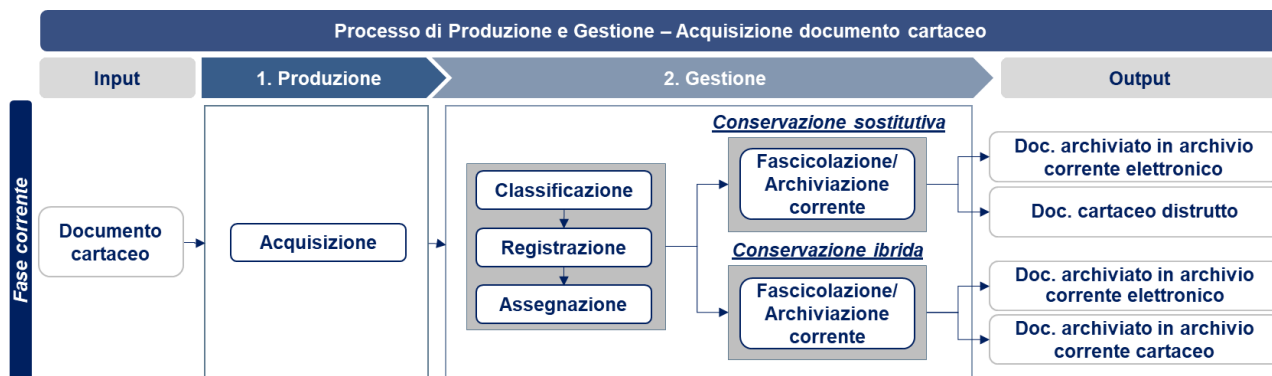 Processo di Produzione e Gestione – Acquisizione documento cartaceo
Input
1. Produzione
2. Gestione
Output
Fase corrente
Documento
cartaceo
Acquisizione
Classificazione
Registrazione
Assegnazione
Conservazione sostitutiva
Fascicolazione/
Archiviazione
corrente
Conservazione ibrida
Fascicolazione/
Archiviazione
corrente
Doc. archiviato in archivio
corrente elettronico
Doc. cartaceo distrutto
Doc. archiviato in archivio
corrente elettronico
Doc. archiviato in archivio
corrente cartaceo